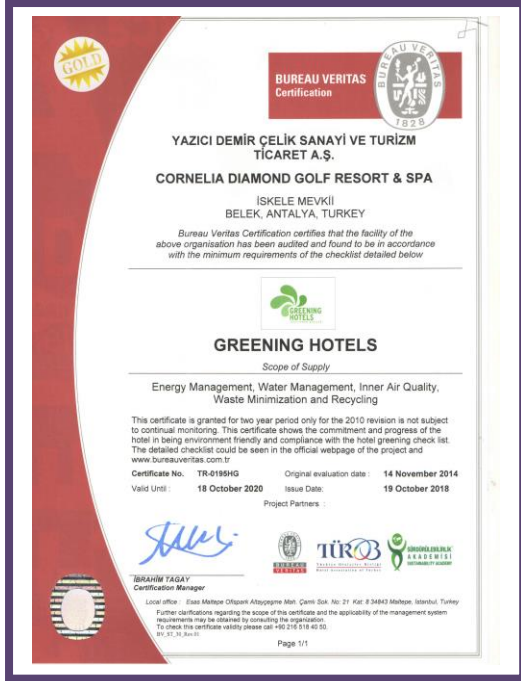 GOLD
BUREAU VERITAS
Certification
BUREAU VERITAS
1828
YAZICI DEMİR ÇELİK SANAYİ VE TURİZM
TİCARET A.Ş.
CORNELIA DIAMOND GOLF RESORT & SPA
İSKELE MEVKİİ
BELEK, ANTALYA, TURKEY
Bureau Veritas Certification certifies that the facility of the
above organisation has been audited and found to be in accordance
with the minimum requirements of the checklist detailed below
GREENING
HOTELS
GREENING HOTELS
Scope of Supply
Energy Management, Water Management, Inner Air Quality,
Waste Minimization and Recycling
This certificate is granted for two year period only for the 2010 revision is not subject
to continual monitoring. This certificate shows the commitment and progress of the
hotel in being environment friendly and compliance with the hotel greening check list.
The detailed checklist could be seen in the official webpage of the project and
www.bureauveritas.com.tr
Certificate No. TR-0195HG Original evaluation date : 14 November 2014
Valid Until : 18 October 2020 Issue Date: 19 October 2018
Project Partners :
BUREAU
VERITAS
TÜROB
SÜRDÜRÜLEBİLİRLİK
AKADEMİSİ
SUSTAINABILITY ACADEMY
İBRAHİM TAGAY
Certification Manager
Local office : Esas Maltepe Ofispark Altayçeşme Mah. Çamlı Sok. No: 21 Kat: 8 34843 Maltepe, Istanbul, Turkey
Further clarifications regarding the scope of this certificate and the applicability of the management system
requirements may be obtained by consulting the organization.
To check this certificate validity please call +90 216 518 40 50.
BV_ST_30_Rev.01
Page 1/1